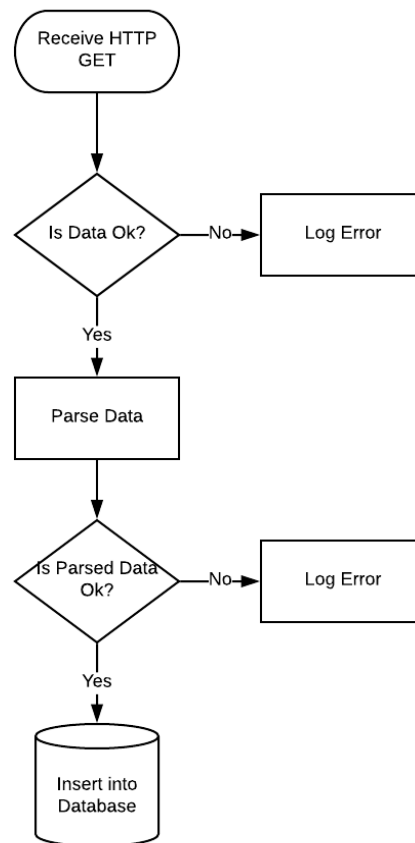 Receive HTTP
GET
Is Data Ok?
No
Log Error
Yes
Parse Data
Is Parsed Data
Ok?
No
Log Error
Yes
Insert into
Database